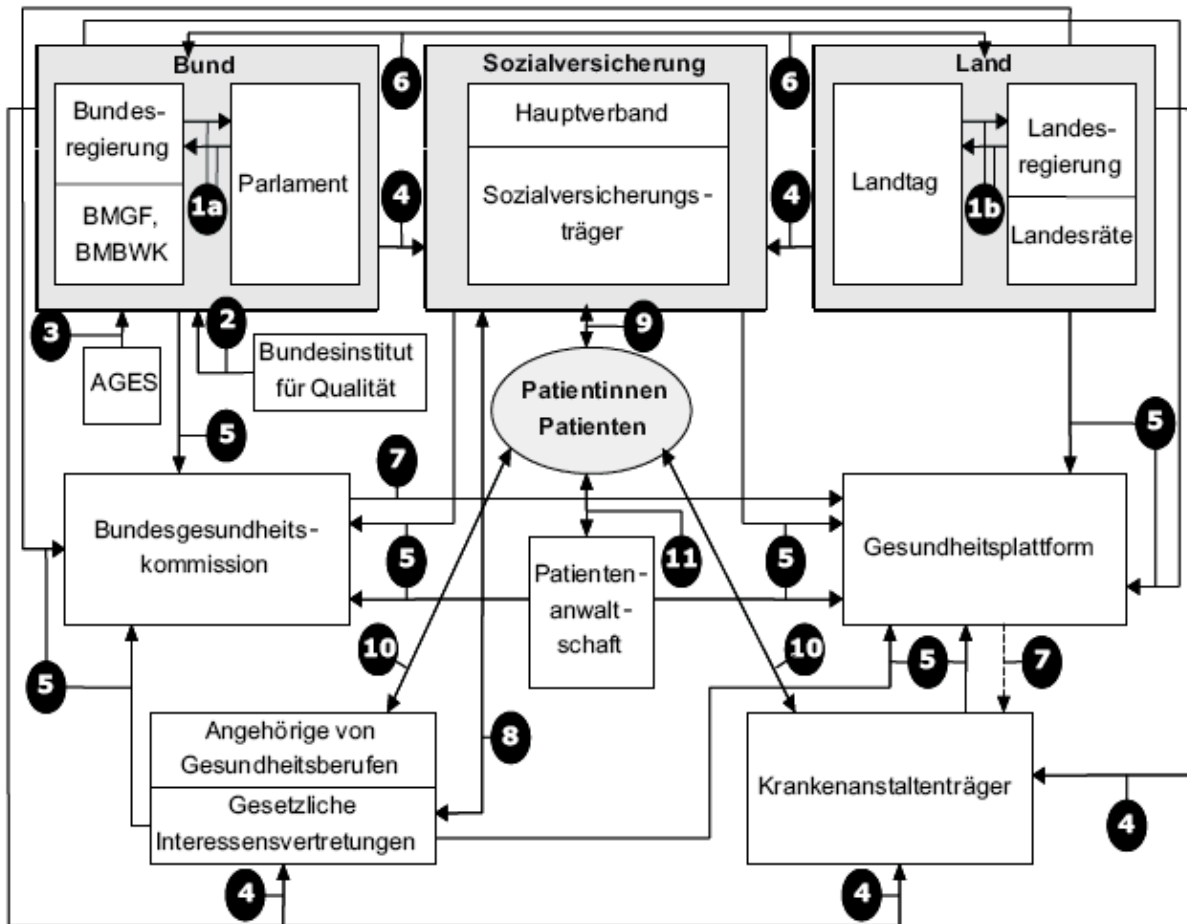 Bund
Sozialversicherung
Land
6
6
Bundes-
regierung
BMGF,
BMBWK
1a
Parlament
4
Hauptverband
Sozialversicherungs-
träger
4
Landtag
1b
Landes-
regierung
Landesräte
3
2
AGES
Bundesinstitut
für Qualität
9
Patientinnen
Patienten
5
5
7
Bundesgesundheits-
kommission
5
11
5
Patienten-
anwalt-
schaft
Gesundheitsplattform
5
10
10
5
7
8
Angehörige von
Gesundheitsberufen
Gesetzliche
Interessensvertretungen
Krankenanstaltenträger
4
4
4